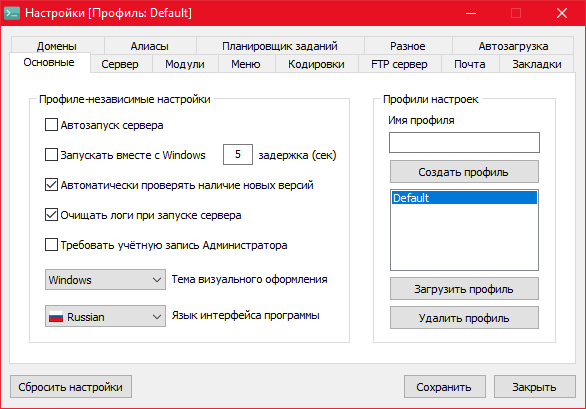 Настройки [Профиль: Default]
Домены Алиасы Планировщик заданий Разное Автозагрузка
Основные Сервер Модули Меню Кодировки FTP сервер Почта Закладки
Профиле-независимые настройки
Автозапуск сервера
Запускать вместе с Windows 5 задержка (сек)
Автоматически проверять наличие новых версий
Очищать логи при запуске сервера
Требовать учётную запись Администратора
Windows Тема визуального оформления
Russian Язык интерфейса программы
Профили настроек
Имя профиля
Создать профиль
Default
Загрузить профиль
Удалить профиль
Сбросить настройки Сохранить Закрыть